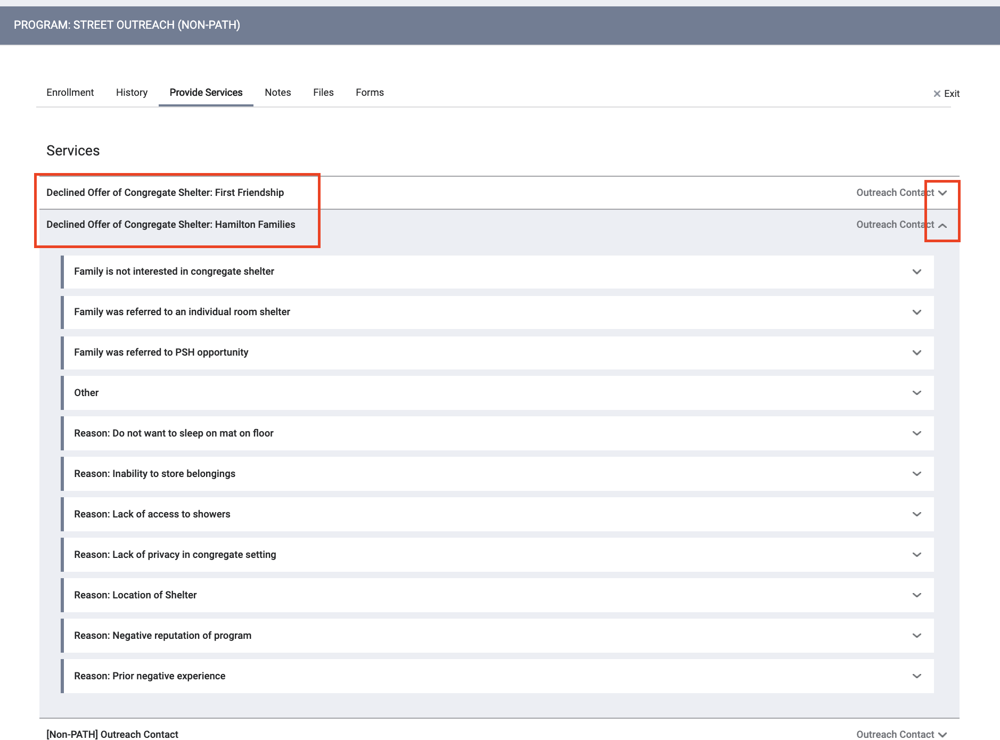 PROGRAM: STREET OUTREACH (NON-PATH)
Enrollment History Provide Services Notes Files Forms Exit
Services
Declined Offer of Congregate Shelter: First Friendship Outreach Contact
Declined Offer of Congregate Shelter: Hamilton Families Outreach Contact
Family is not interested in congregate shelter
Family was referred to an individual room shelter
Family was referred to PSH opportunity
Other
Reason: Do not want to sleep on mat on floor
Reason: Inability to store belongings
Reason: Lack of access to showers
Reason: Lack of privacy in congregate setting
Reason: Location of Shelter
Reason: Negative reputation of program
Reason: Prior negative experience
[Non-PATH] Outreach Contact Outreach Contact